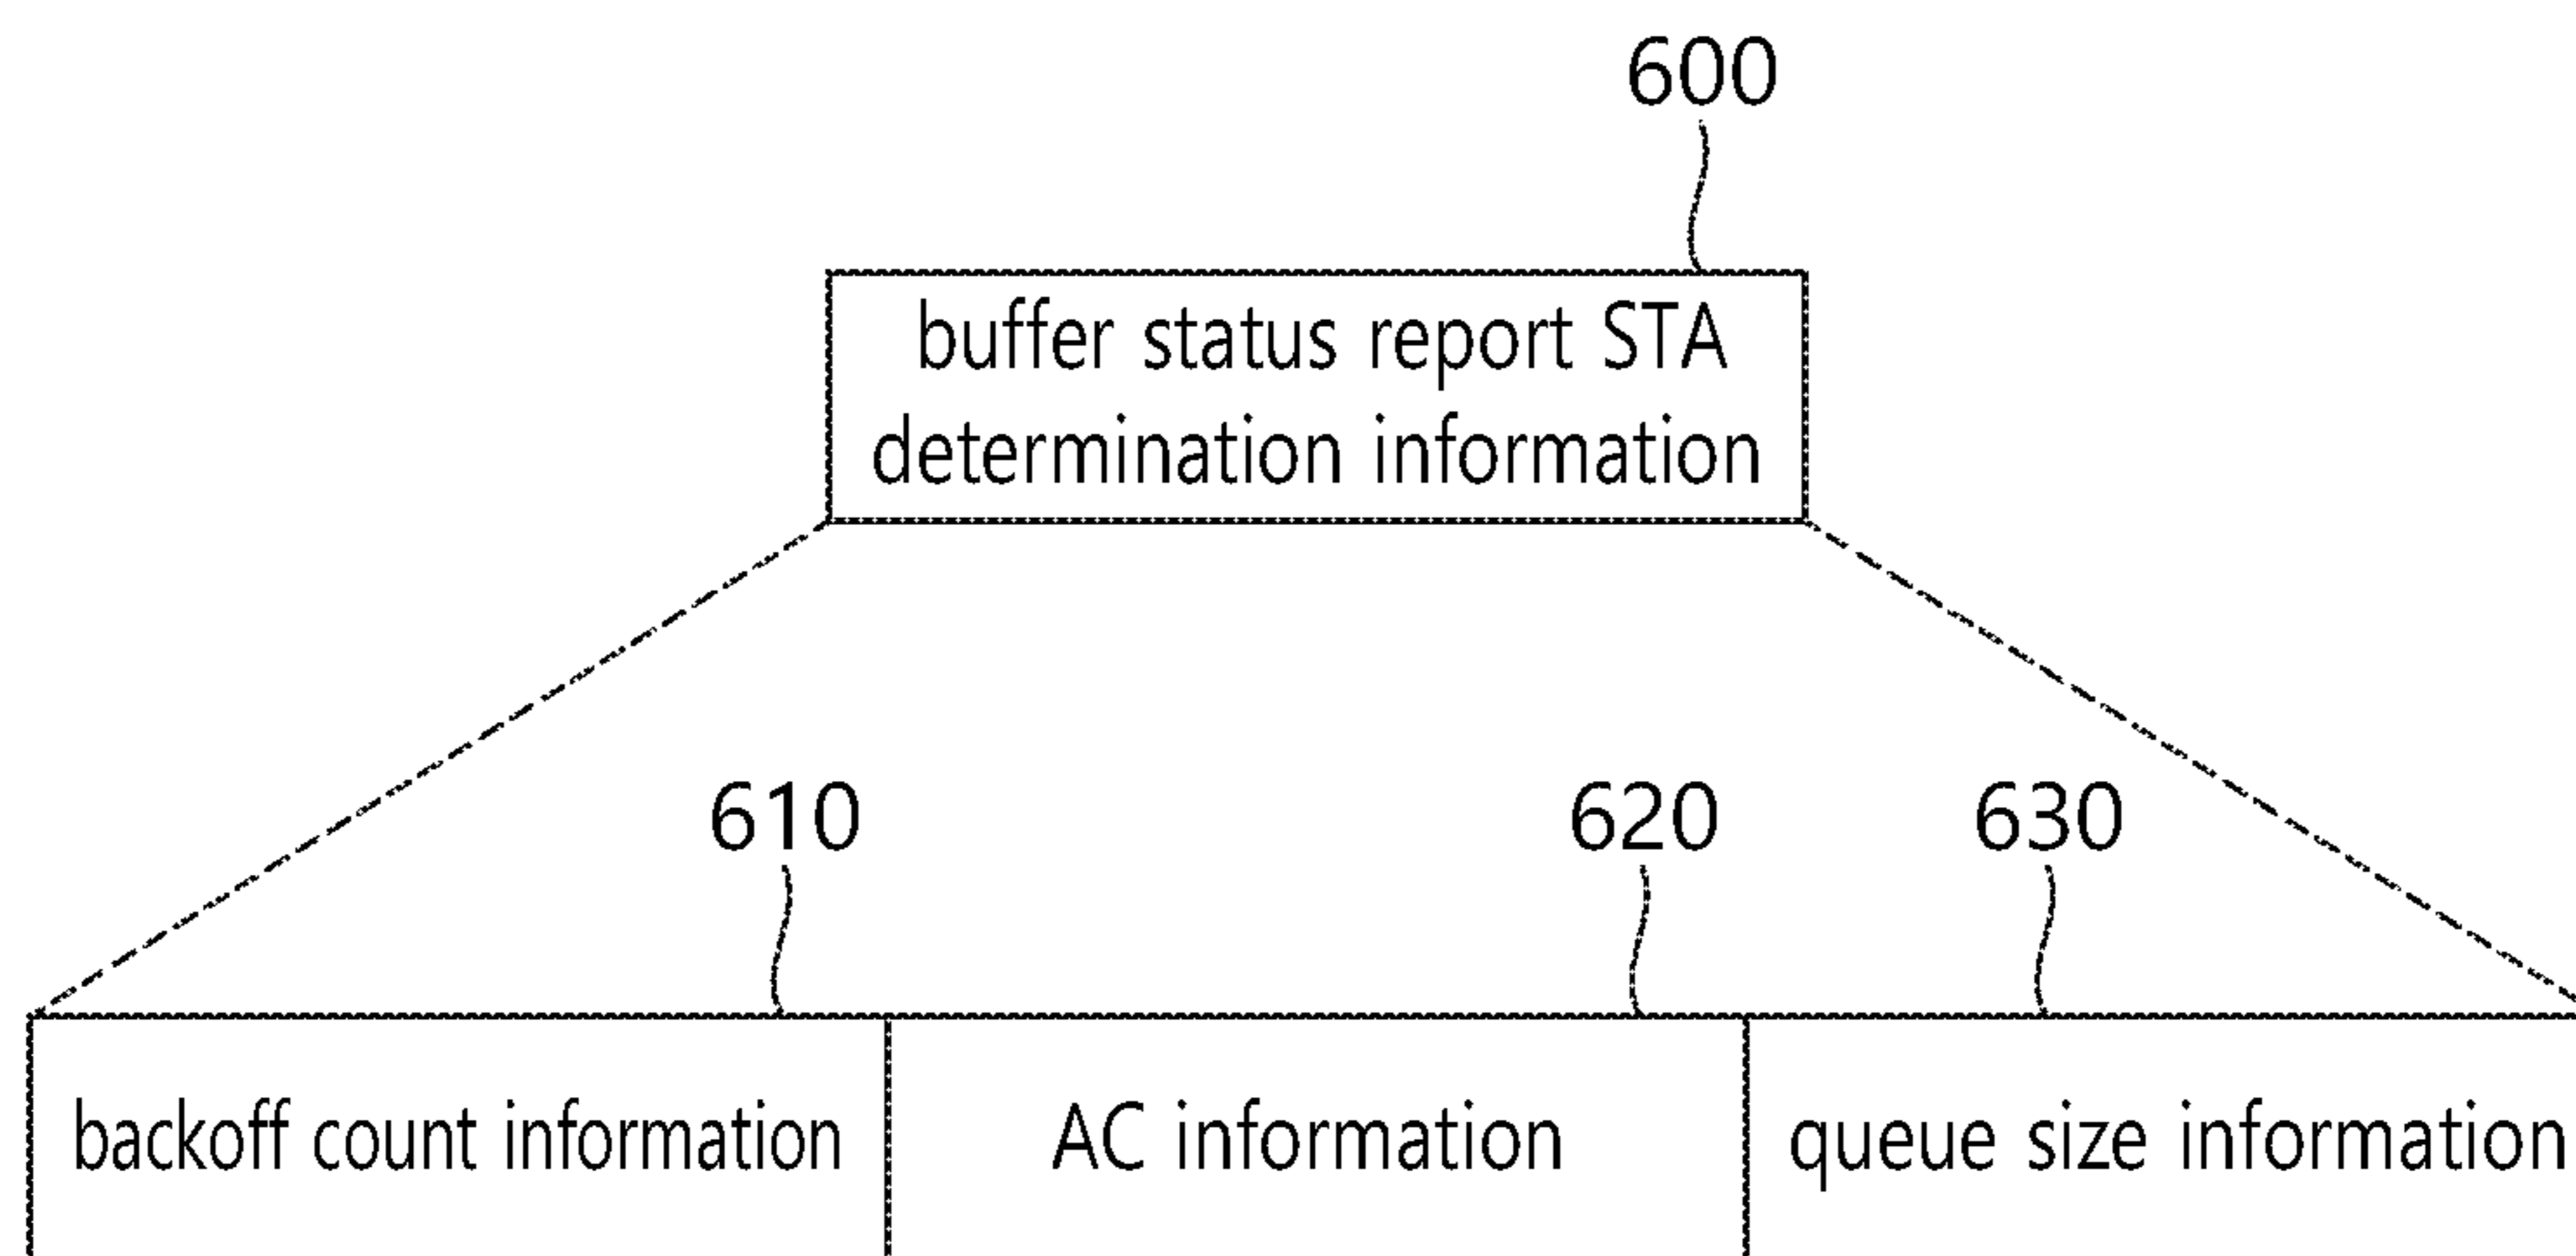 600
buffer status report STA
determination information
610 620 630
backoff count information AC information queue size information